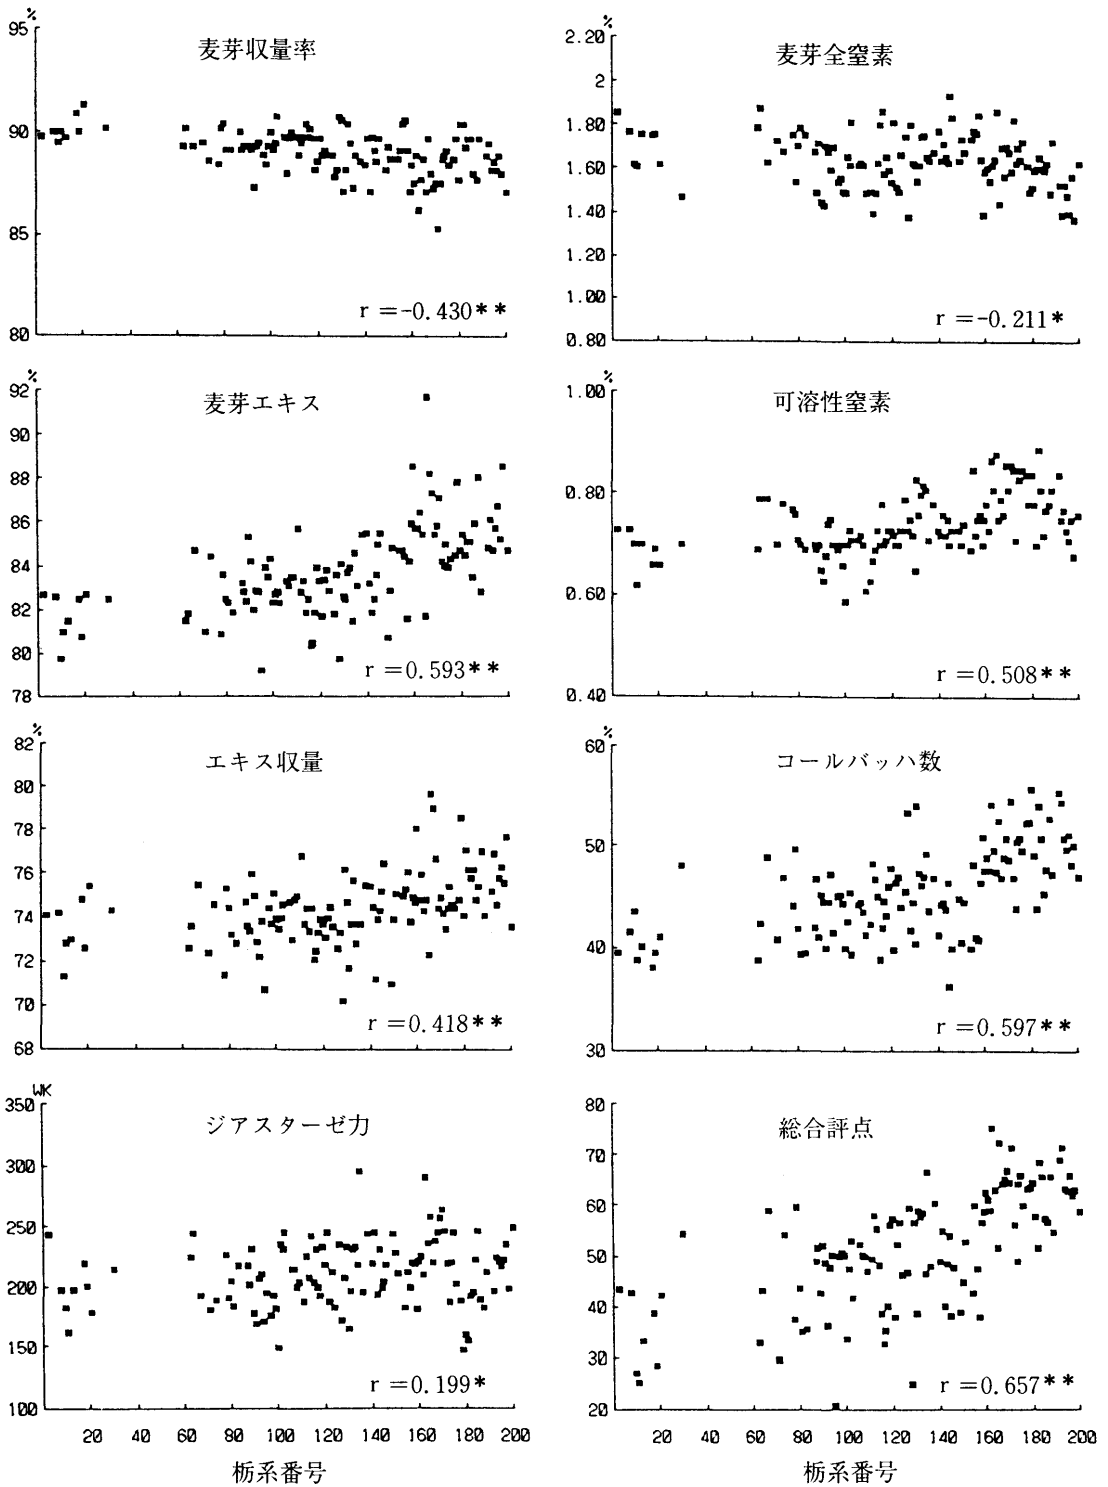 %
95
90
85
80
麦芽収量率
r=-0.430**
%
2.20
2
1.80
1.60
1.40
1.20
1.00
0.80
麦芽全窒素
r=-0.211*
%
92
90
88
86
84
82
80
78
麦芽エキス
r=0.593**
%
1.00
0.80
0.60
0.40
可溶性窒素
r=0.508**
%
82
80
78
76
74
72
70
68
エキス収量
r=0.418**
%
60
50
40
30
コールバッハ数
r=0.597**
WK
350
300
250
200
150
100
ジアスターゼ力
r=0.199*
20 40 60 80 100 120 140 160 180 200
栃系番号
80
70
60
50
40
30
20
総合評点
r=0.657**
20 40 60 80 100 120 140 160 180 200
栃系番号